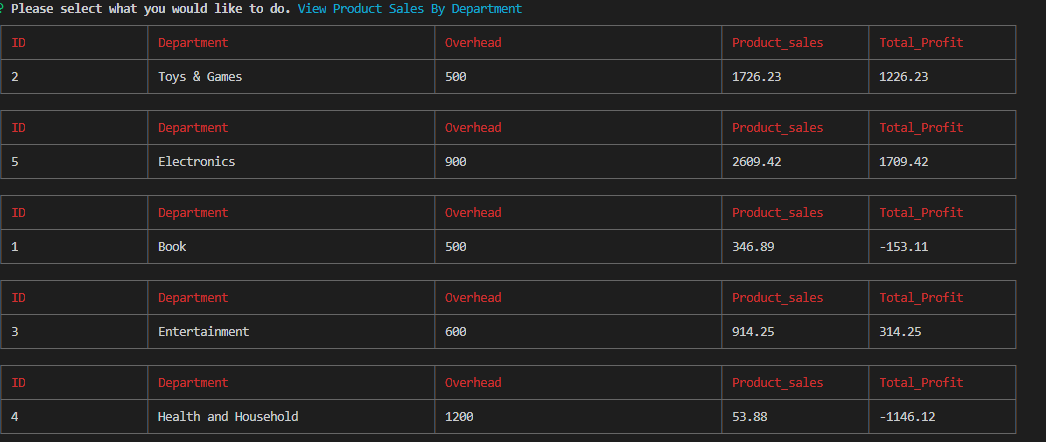 ? Please select what you would like to do. View Product Sales By Department
ID Department Overhead Product_sales Total_Profit
2 Toys & Games 500 1726.23 1226.23
ID Department Overhead Product_sales Total_Profit
5 Electronics 900 2609.42 1709.42
ID Department Overhead Product_sales Total_Profit
1 Book 500 346.89 -153.11
ID Department Overhead Product_sales Total_Profit
3 Entertainment 600 914.25 314.25
ID Department Overhead Product_sales Total_Profit
4 Health and Household 1200 53.88 -1146.12